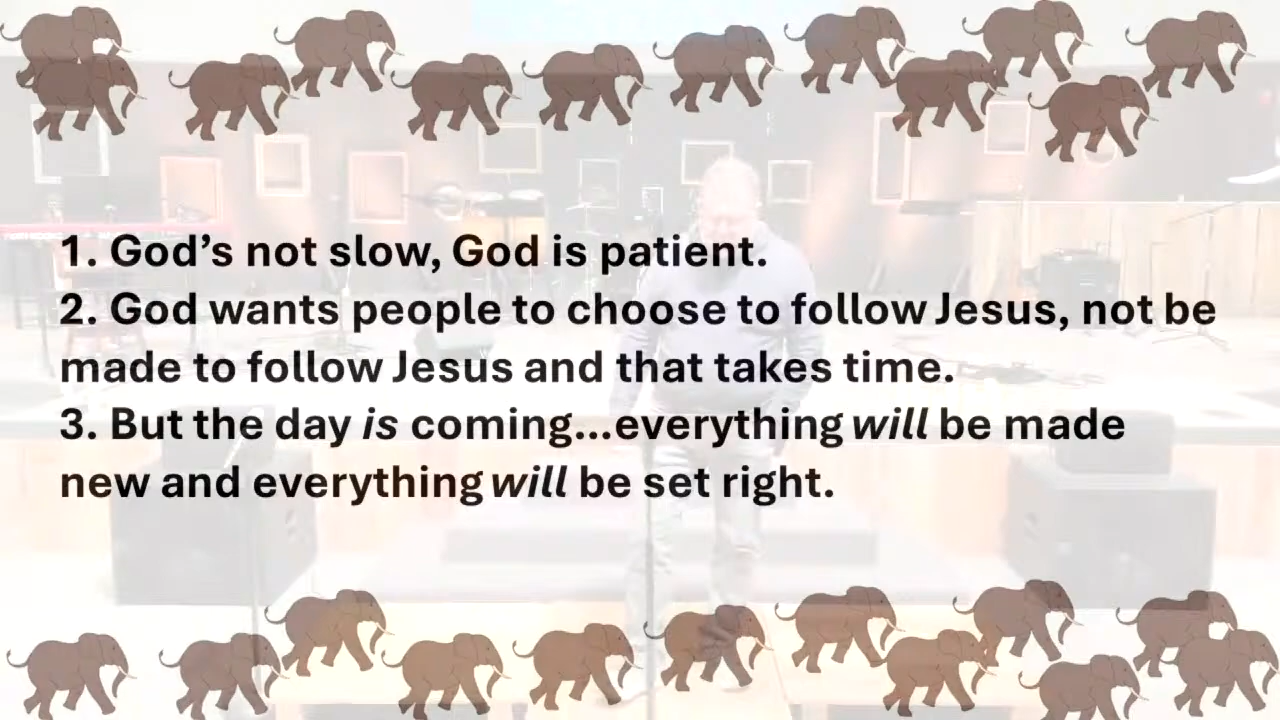 1. God’s not slow, God is patient.
2. God wants people to choose to follow Jesus, not be
made to follow Jesus and that takes time.
3. But the day is coming...everything will be made
new and everything will be set right.